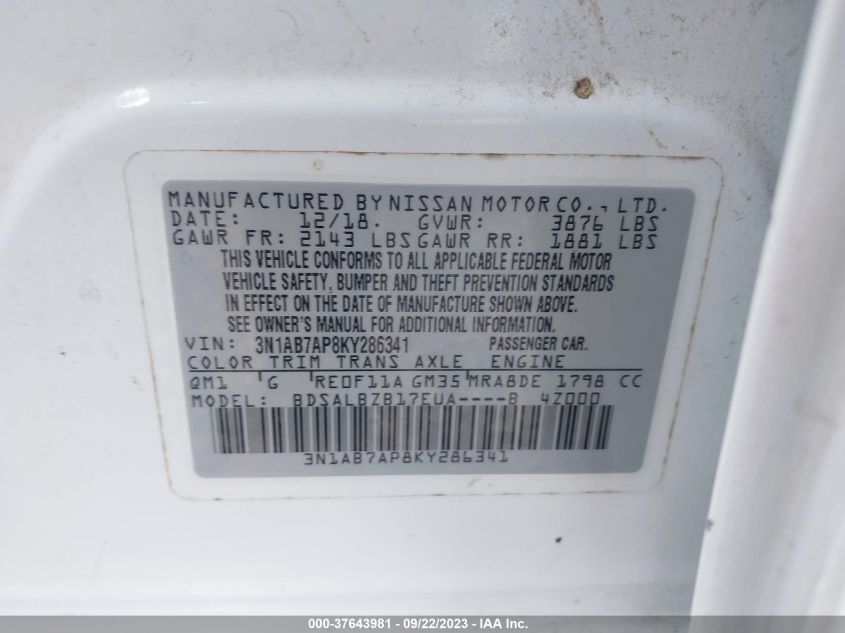 MANUFACTURED BY NISSAN MOTOR CO., LTD.
DATE: 12/18. GVWR: 3876 LBS
GAWR FR: 2143 LBS GAWR RR: 1881 LBS
THIS VEHICLE CONFORMS TO ALL APPLICABLE FEDERAL MOTOR
VEHICLE SAFETY, BUMPER AND THEFT PREVENTION STANDARDS
IN EFFECT ON THE DATE OF MANUFACTURE SHOWN ABOVE.
SEE OWNER'S MANUAL FOR ADDITIONAL INFORMATION.
VIN: 3N1AB7AP8KY286341 PASSENGER CAR.
COLOR TRIM TRANS AXLE ENGINE
QM1 G RE0F11A GM35 MRA8DE 1798 CC
MODEL: BDSALBZB17EUA----B 4Z000
3N1AB7AP8KY286341
000-37643981 - 09/22/2023 - IAA Inc.